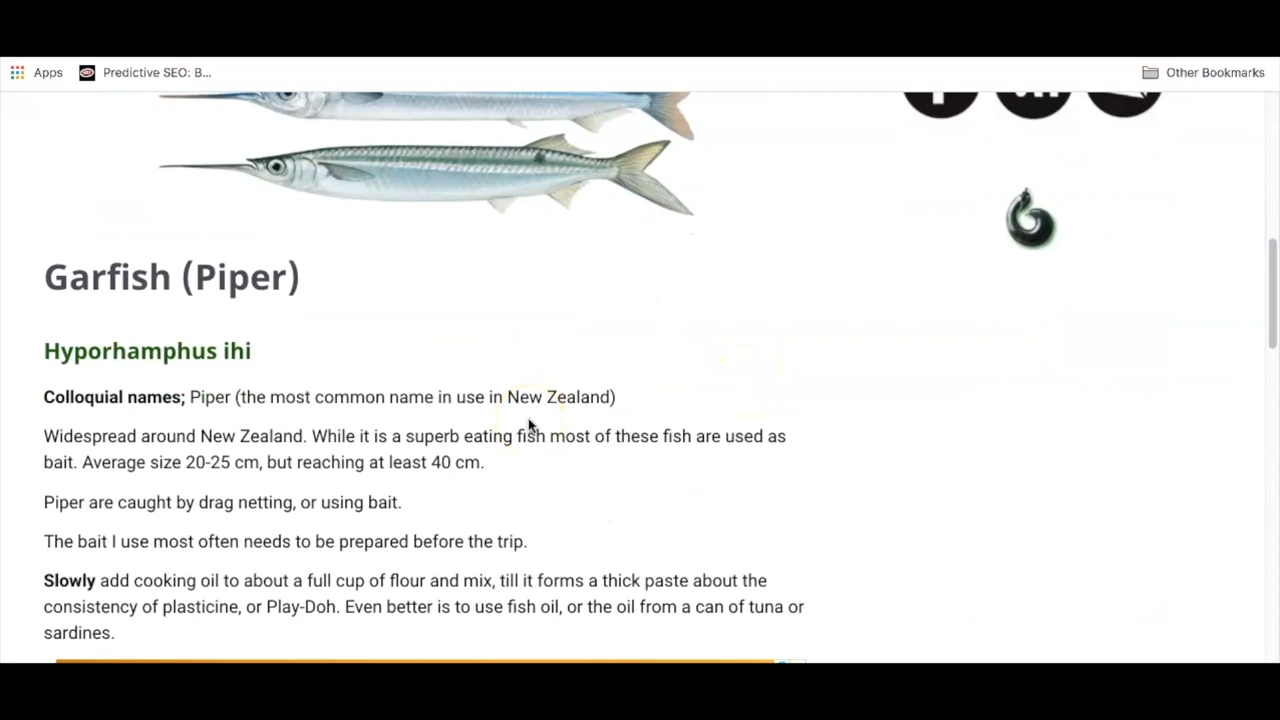 Apps
Predictive SEO: B...
Other Bookmarks
Garfish (Piper)
Hyporhamphus ihi
Colloquial names; Piper (the most common name in use in New Zealand)
Widespread around New Zealand. While it is a superb eating fish most of these fish are used as
bait. Average size 20-25 cm, but reaching at least 40 cm.
Piper are caught by drag netting, or using bait.
The bait I use most often needs to be prepared before the trip.
Slowly add cooking oil to about a full cup of flour and mix, till it forms a thick paste about the
consistency of plasticine, or Play-Doh. Even better is to use fish oil, or the oil from a can of tuna or
sardines.